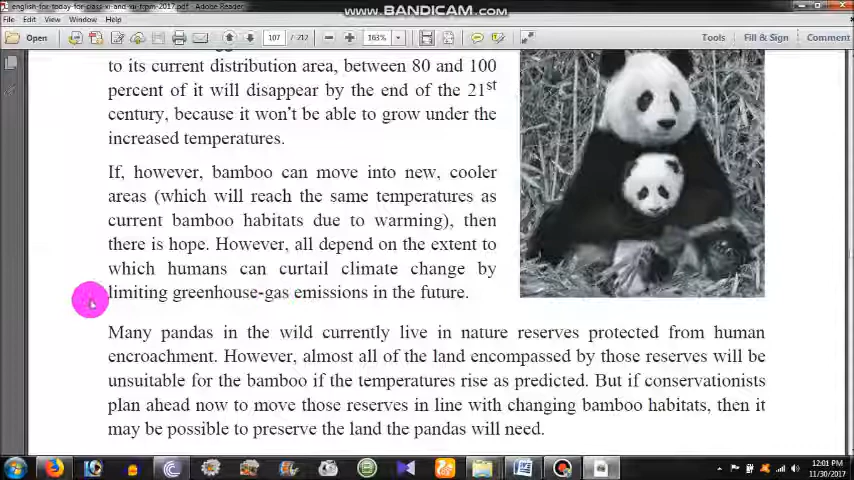 english-for-today-for-class-xi-and-xii-frpm-2017.pdf - Adobe Reader
www.BANDICAM.com
File Edit View Window Help
Open 107 / 212 163% Tools Fill & Sign Comment
to its current distribution area, between 80 and 100
percent of it will disappear by the end of the 21st
century, because it won't be able to grow under the
increased temperatures.
If, however, bamboo can move into new, cooler
areas (which will reach the same temperatures as
current bamboo habitats due to warming), then
there is hope. However, all depend on the extent to
which humans can curtail climate change by
limiting greenhouse-gas emissions in the future.
Many pandas in the wild currently live in nature reserves protected from human
encroachment. However, almost all of the land encompassed by those reserves will be
unsuitable for the bamboo if the temperatures rise as predicted. But if conservationists
plan ahead now to move those reserves in line with changing bamboo habitats, then it
may be possible to preserve the land the pandas will need.
12:01 PM
11/30/2017